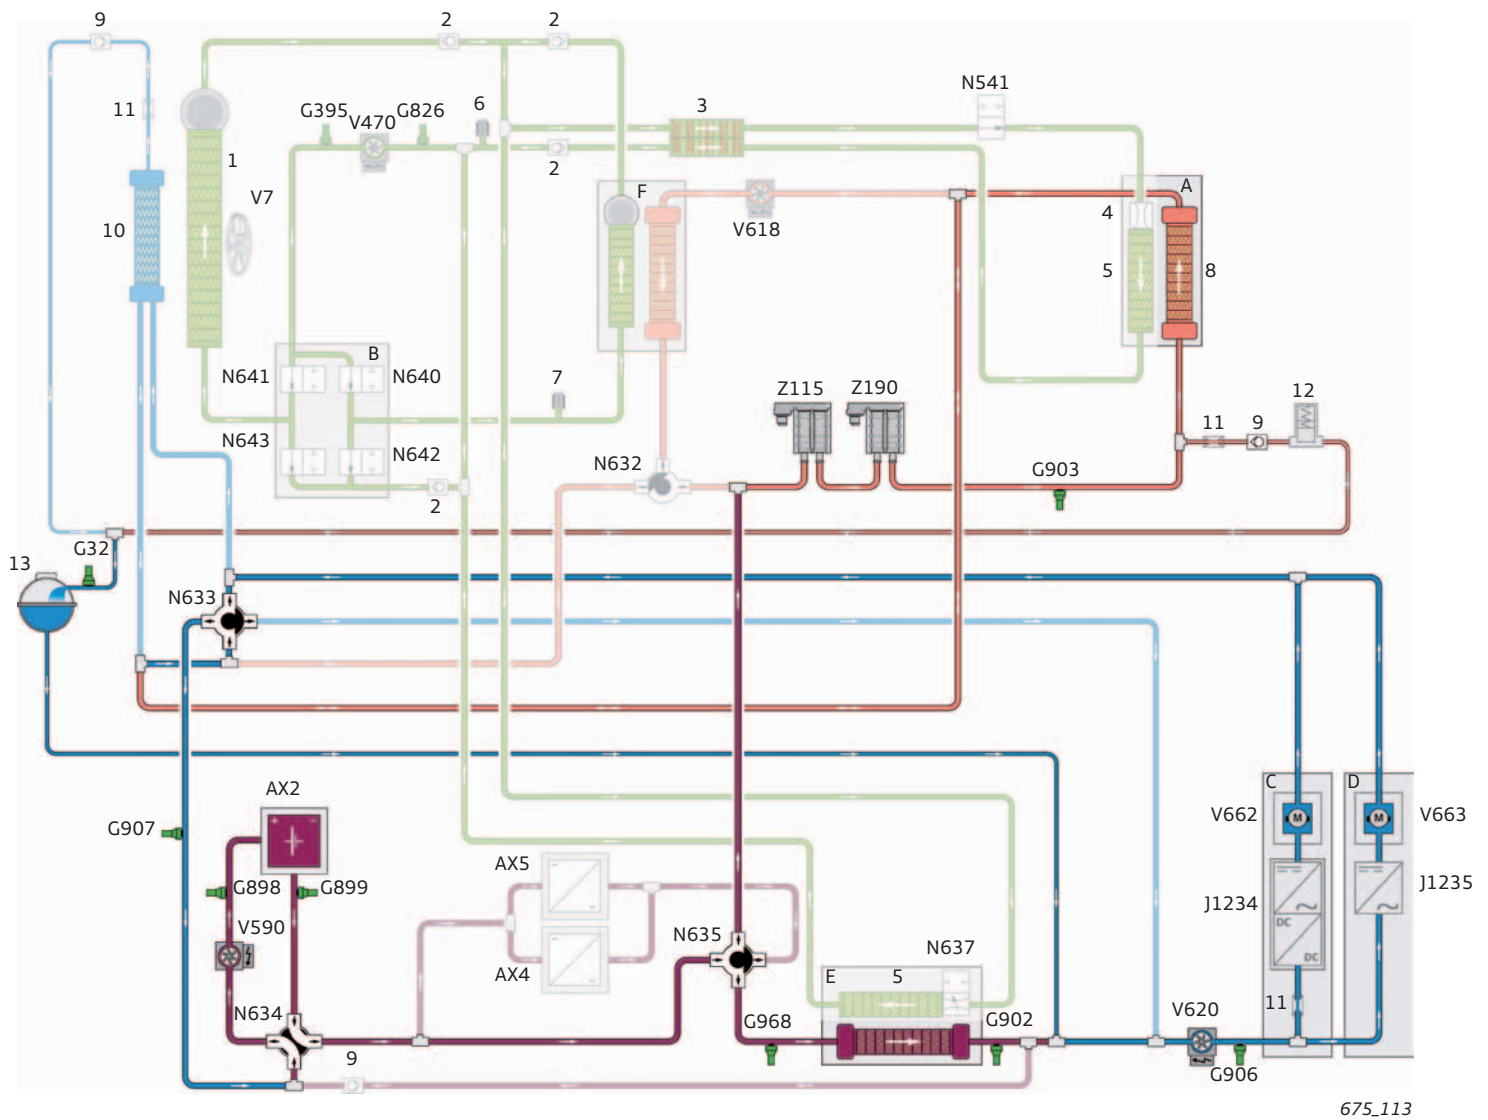 9
2
2
N541
11
G395
V470
G826
6
3
1
2
V7
F
A
4
10
V618
5
8
B
N641
N640
7
Z115
Z190
12
N643
N642
N632
11
9
G903
2
G32
13
N633
AX2
C
D
V662
M
M
V663
G907
+
−
G898
G899
AX5
J1234
J1235
DC
V590
N635
N637
DC
AX4
E
5
11
N634
G968
G902
V620
9
G906
675_113